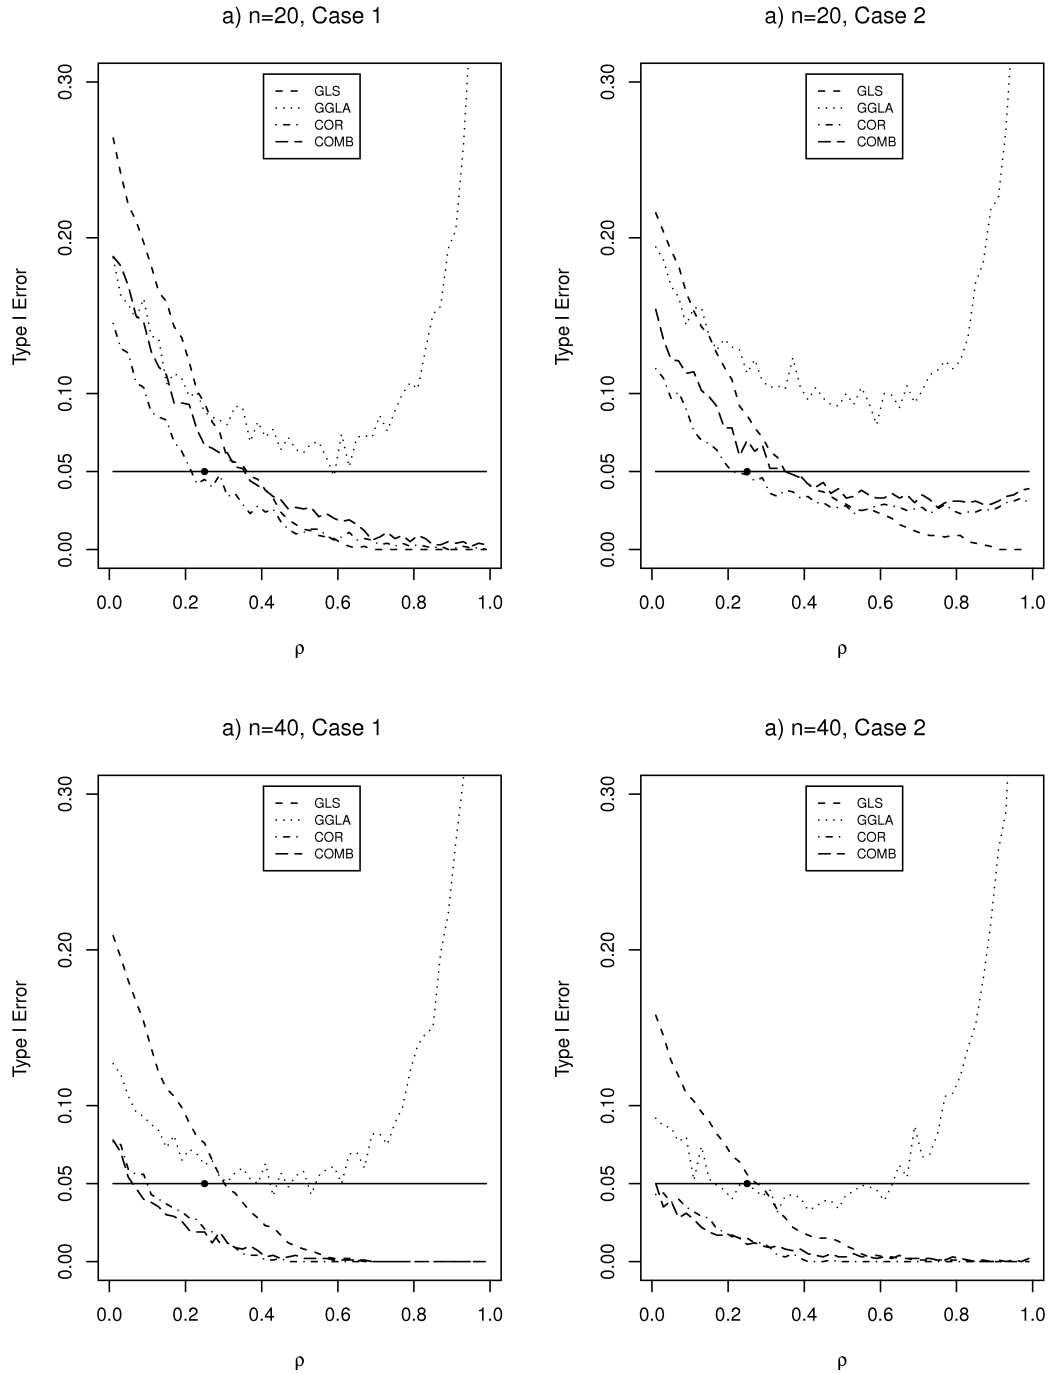 a) n=20, Case 1
0.30
0.20
0.10
0.05
0.00
Type I Error
GLS
GGLA
COR
COMB
0.0 0.2 0.4 0.6 0.8 1.0
ρ
a) n=20, Case 2
0.30
0.20
0.10
0.05
0.00
Type I Error
GLS
GGLA
COR
COMB
0.0 0.2 0.4 0.6 0.8 1.0
ρ
a) n=40, Case 1
0.30
0.20
0.10
0.05
0.00
Type I Error
GLS
GGLA
COR
COMB
0.0 0.2 0.4 0.6 0.8 1.0
ρ
a) n=40, Case 2
0.30
0.20
0.10
0.05
0.00
Type I Error
GLS
GGLA
COR
COMB
0.0 0.2 0.4 0.6 0.8 1.0
ρ